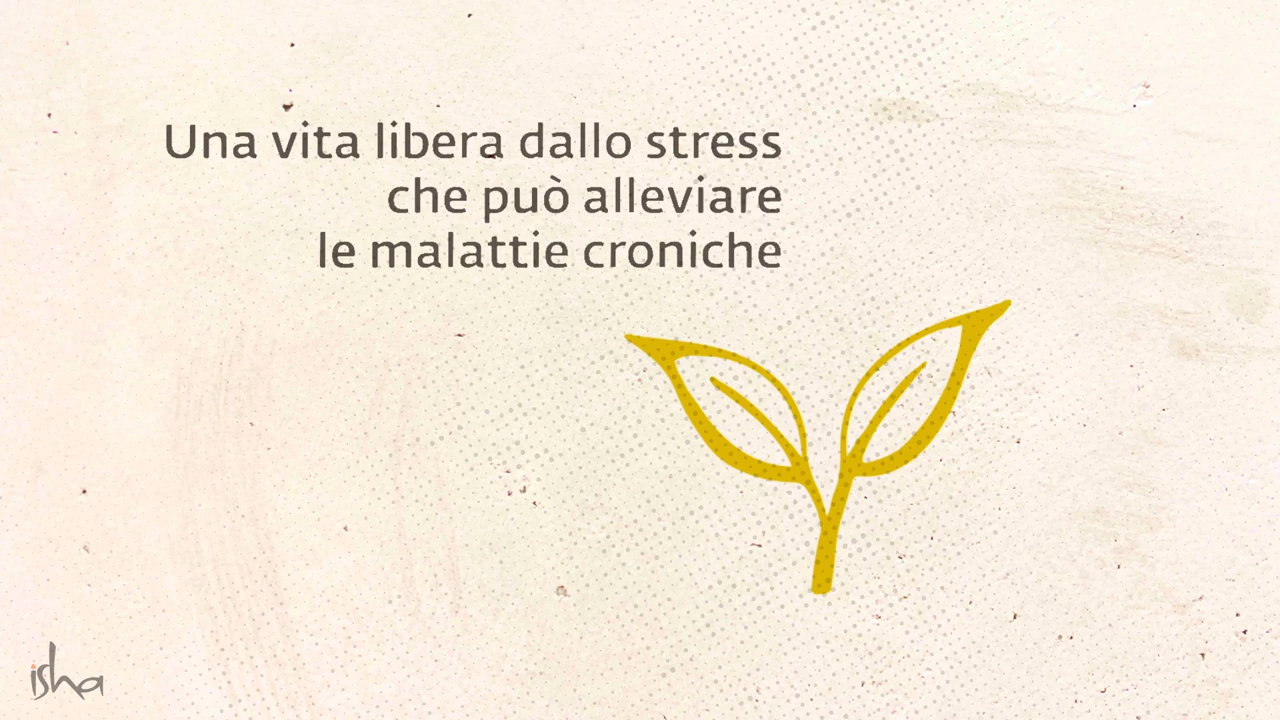 Una vita libera dallo stress
che può alleviare
le malattie croniche
isha